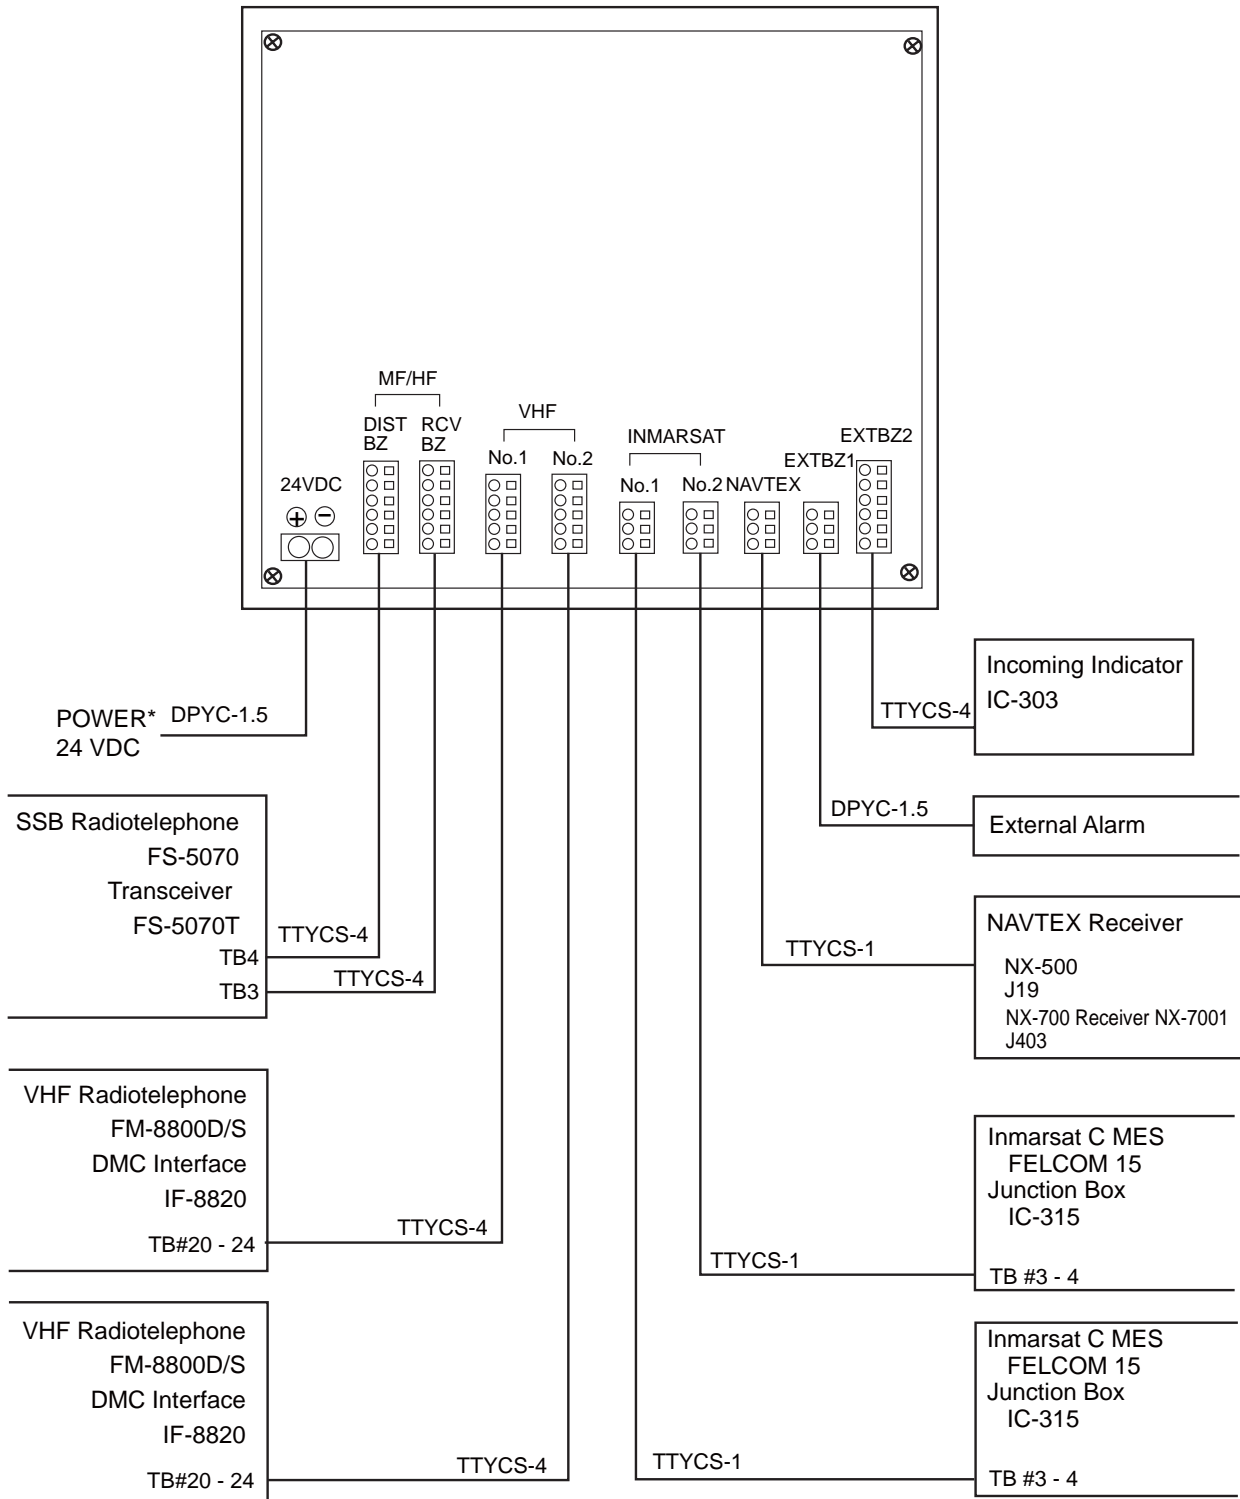 MF/HF
DIST BZ
RCV BZ
VHF
No.1
No.2
INMARSAT
No.1
No.2
NAVTEX
EXTBZ1
EXTBZ2
24VDC
+ −
POWER*
24 VDC
DPYC-1.5
TTYCS-4
Incoming Indicator
IC-303
SSB Radiotelephone
FS-5070
Transceiver
FS-5070T
TB4
TTYCS-4
TB3
TTYCS-4
DPYC-1.5
External Alarm
TTYCS-1
NAVTEX Receiver
NX-500
J19
NX-700 Receiver NX-7001
J403
VHF Radiotelephone
FM-8800D/S
DMC Interface
IF-8820
TB#20 - 24
TTYCS-4
TTYCS-1
Inmarsat C MES
FELCOM 15
Junction Box
IC-315
TB #3 - 4
VHF Radiotelephone
FM-8800D/S
DMC Interface
IF-8820
TB#20 - 24
TTYCS-4
TTYCS-1
Inmarsat C MES
FELCOM 15
Junction Box
IC-315
TB #3 - 4